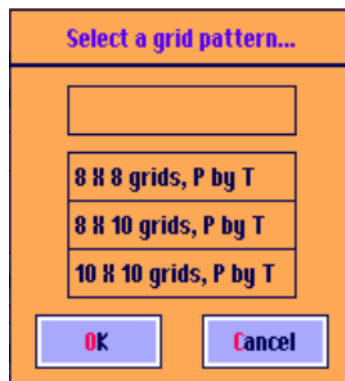 Select a grid pattern...
8 X 8 grids, P by T
8 X 10 grids, P by T
10 X 10 grids, P by T
OK
Cancel